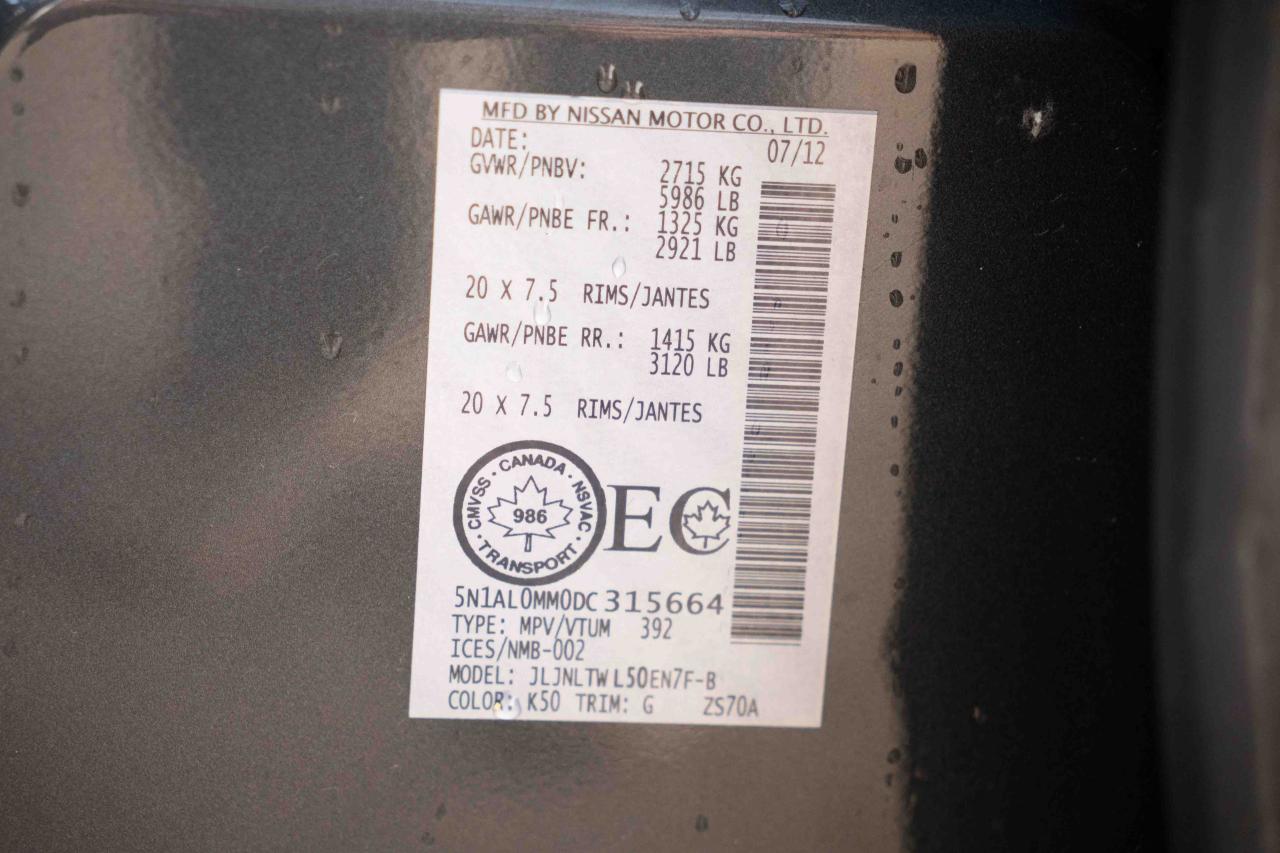 MFD BY NISSAN MOTOR CO., LTD.
DATE: 07/12
GVWR/PNBV: 2715 KG
5986 LB
GAWR/PNBE FR.: 1325 KG
2921 LB
20 X 7.5 RIMS/JANTES
GAWR/PNBE RR.: 1415 KG
3120 LB
20 X 7.5 RIMS/JANTES
CMVSS · CANADA · NSVAC · TRANSPORT ·
986
EC
5N1AL0MM0DC315664
TYPE: MPV/VTUM 392
ICES/NMB-002
MODEL: JLJNLTWL50EN7F-B
COLOR: K50 TRIM: G ZS70A